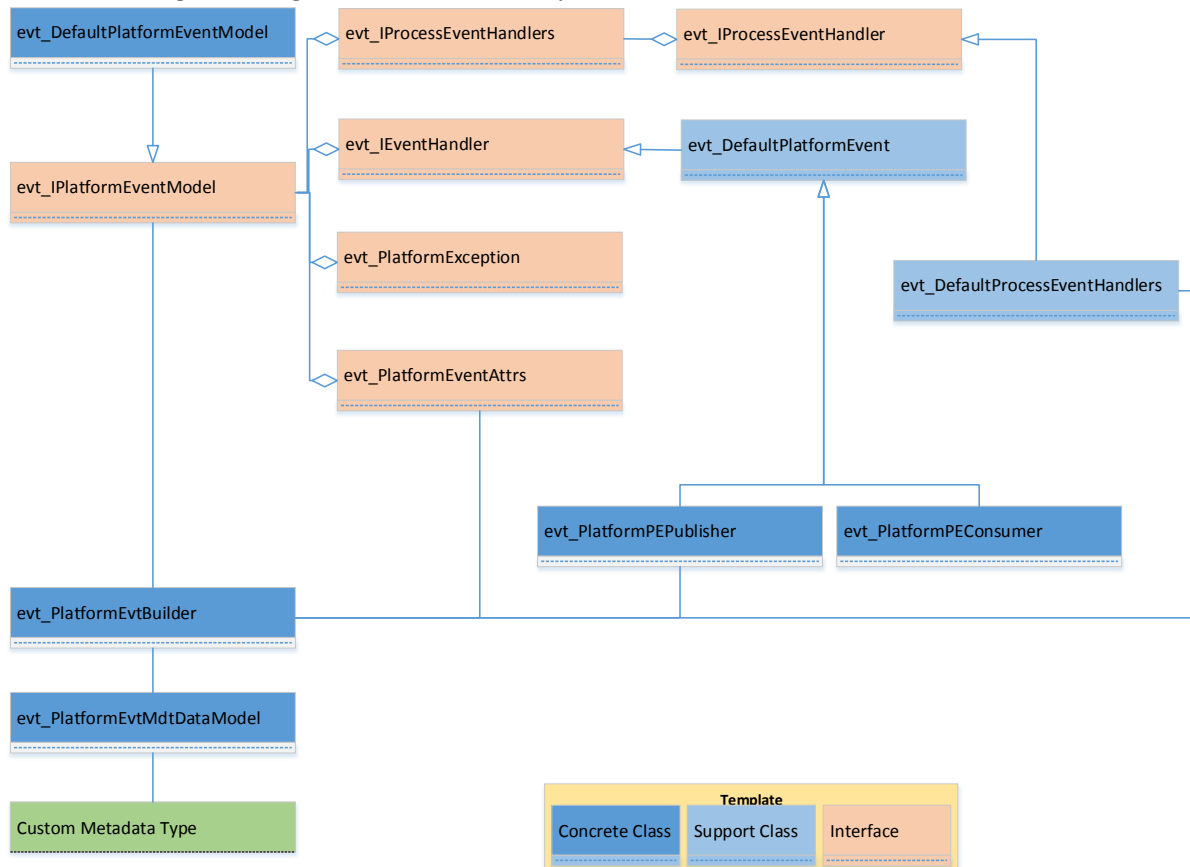 evt_DefaultPlatformEventModel
evt_IProcessEventHandlers
evt_IProcessEventHandler
evt_IEventHandler
evt_DefaultPlatformEvent
evt_IPlatformEventModel
evt_PlatformException
evt_DefaultProcessEventHandlers
evt_PlatformEventAttrs
evt_PlatformPEPublisher
evt_PlatformPEConsumer
evt_PlatformEvtBuilder
evt_PlatformEvtMdtDataModel
Custom Metadata Type
Template
Concrete Class
Support Class
Interface